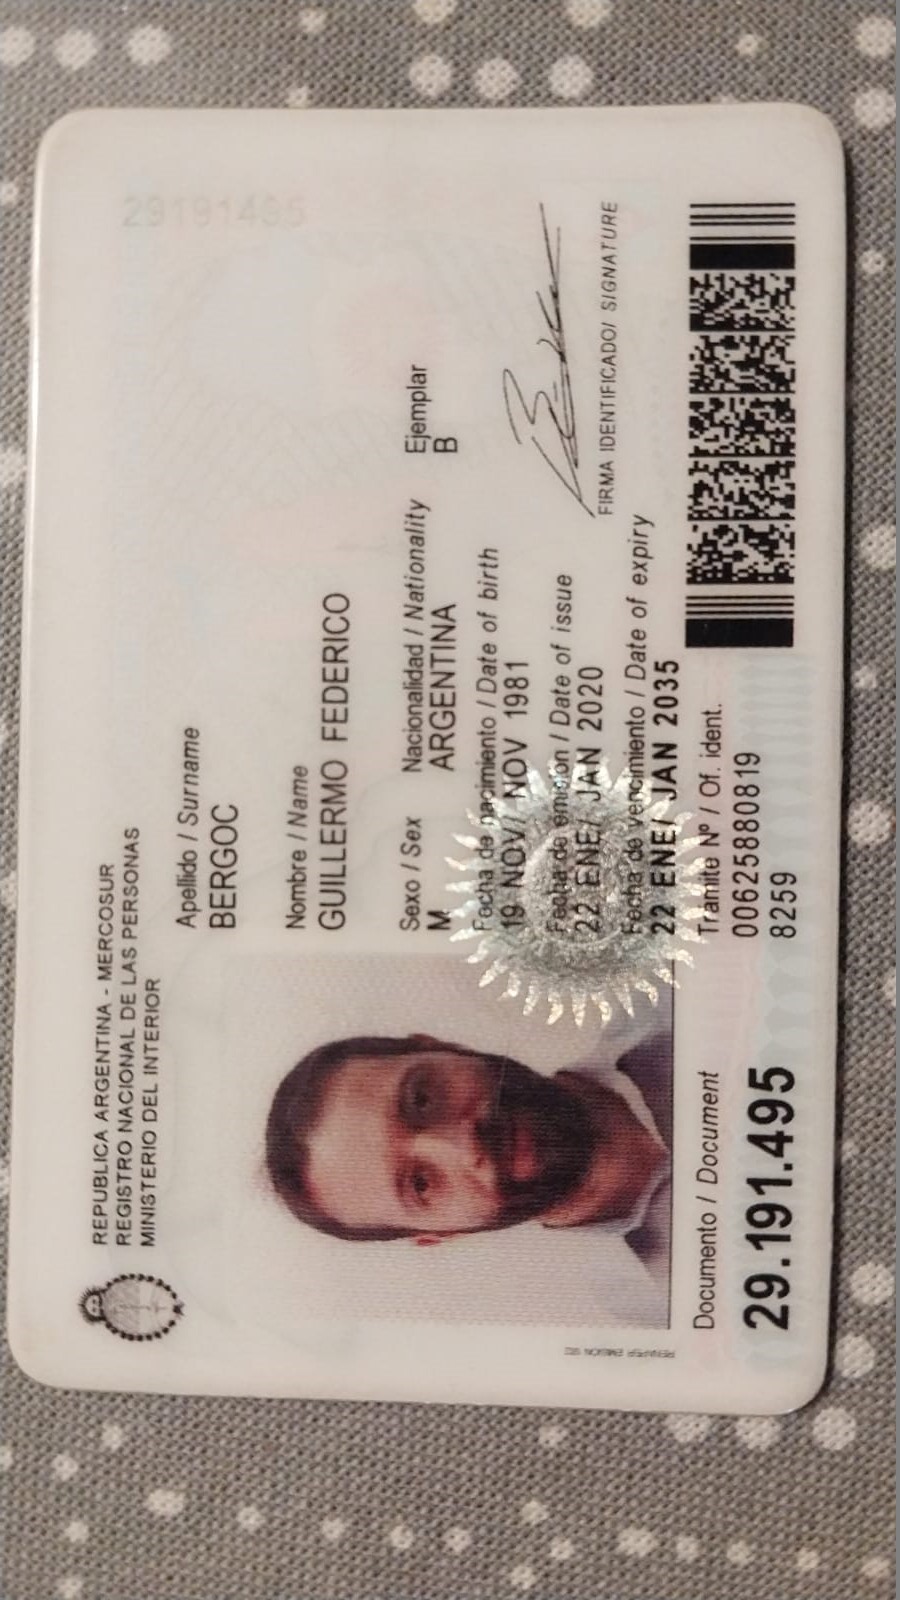 REPUBLICA ARGENTINA - MERCOSUR
REGISTRO NACIONAL DE LAS PERSONAS
MINISTERIO DEL INTERIOR
29191495
Apellido / Surname
BERGOC
Nombre / Name
GUILLERMO FEDERICO
Sexo / Sex Nacionalidad / Nationality Ejemplar
M ARGENTINA B
Fecha de nacimiento / Date of birth
19 NOV/ NOV 1981
Fecha de emisión / Date of issue
22 ENE/ JAN 2020
Fecha de vencimiento / Date of expiry
22 ENE/ JAN 2035
FIRMA IDENTIFICADO/ SIGNATURE
Documento / Document
29.191.495
Trámite Nº / Of. ident.
00625880819
8259